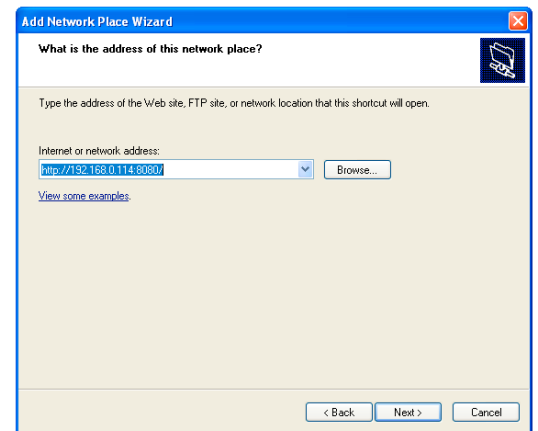 Add Network Place Wizard
What is the address of this network place?
Type the address of the Web site, FTP site, or network location that this shortcut will open.
Internet or network address:
http://192.168.0.114:8080/
Browse...
View some examples.
< Back
Next >
Cancel